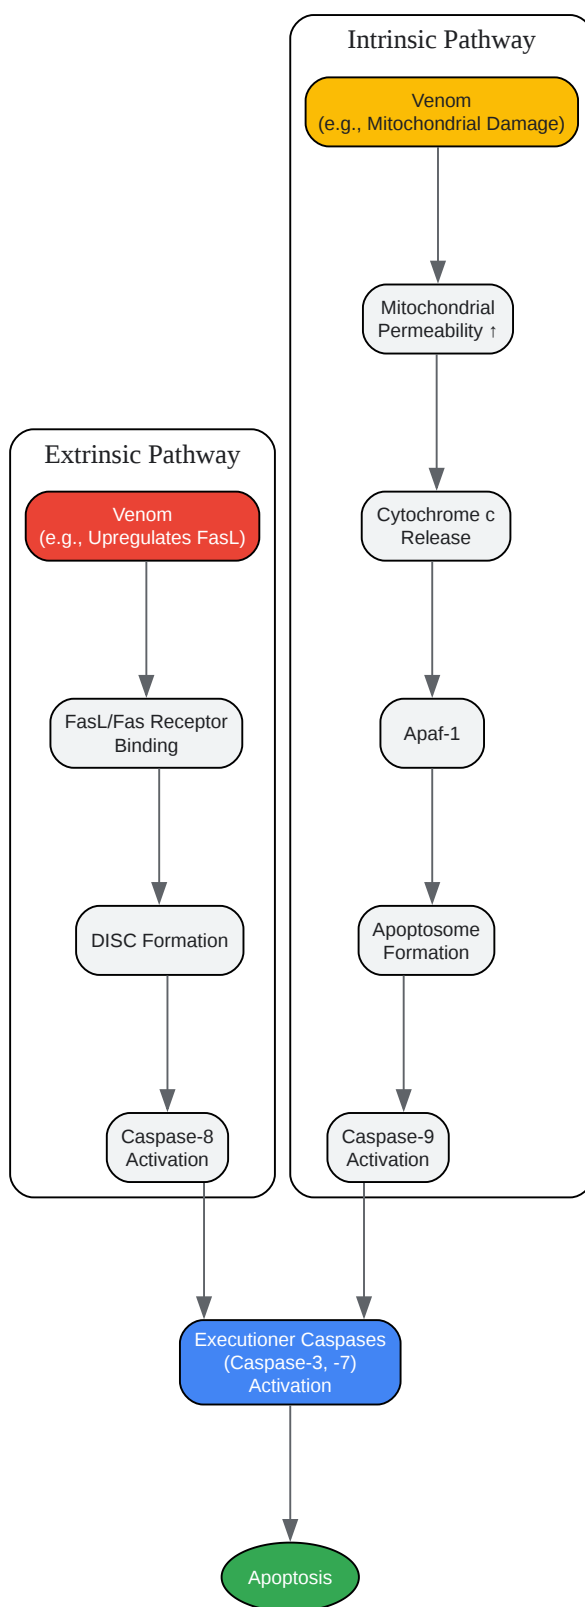 Intrinsic Pathway
Venom
(e.g., Mitochondrial Damage)
Mitochondrial
Permeability ↑
Cytochrome c
Release
Apaf-1
Apoptosome
Formation
Caspase-9
Activation
Extrinsic Pathway
Venom
(e.g., Upregulates FasL)
FasL/Fas Receptor
Binding
DISC Formation
Caspase-8
Activation
Executioner Caspases
(Caspase-3, -7)
Activation
Apoptosis